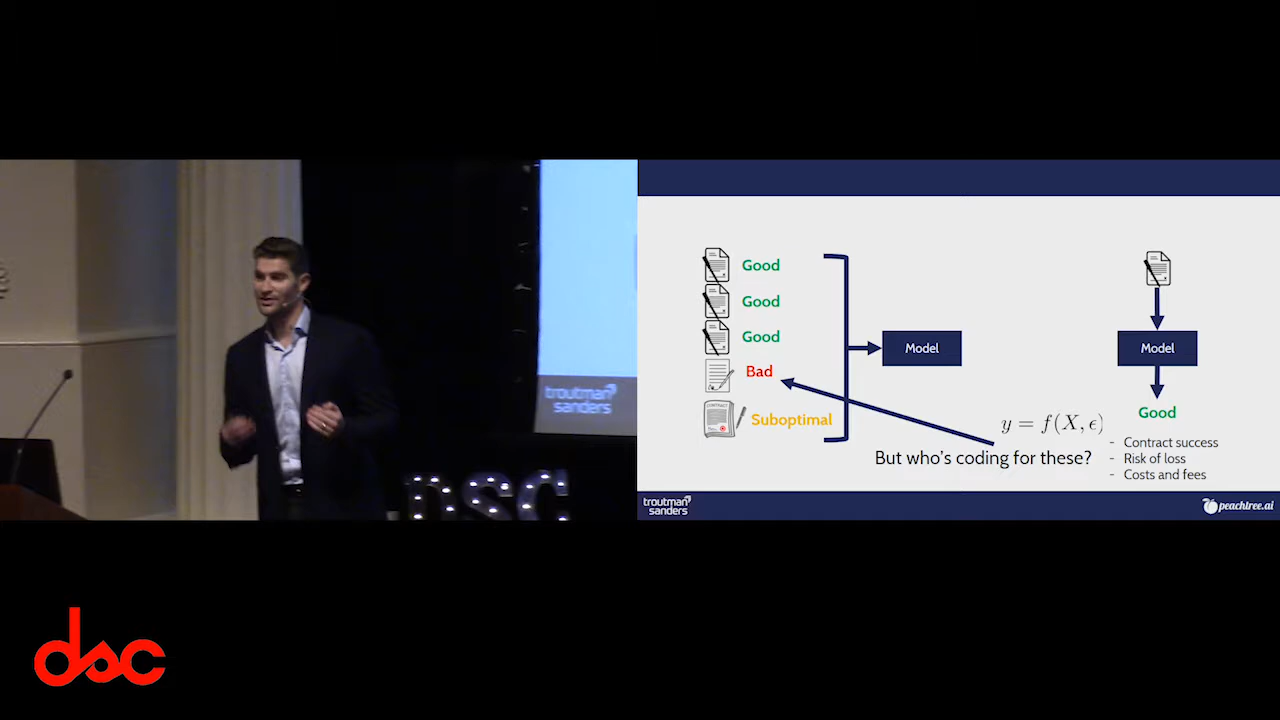 Good
Good
Good
Bad
Suboptimal
Model
y = f(X, ϵ)
But who's coding for these?
Model
Good
- Contract success
- Risk of loss
- Costs and fees
troutman
sanders
peachtree.ai
troutman
sanders
DSC
dsc